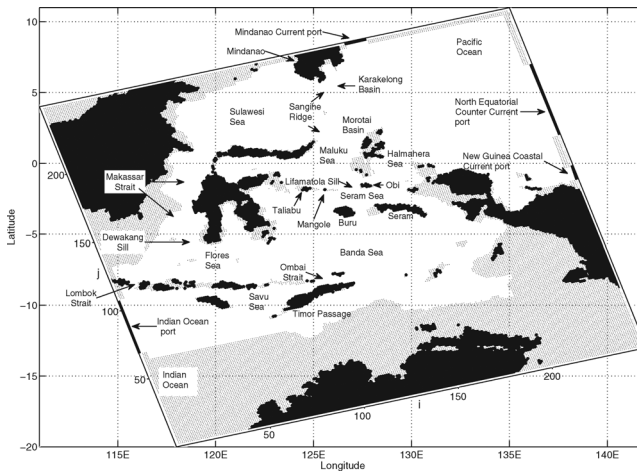 10
5
0
−5
−10
−15
−20
Latitude
115E
120E
125E
130E
135E
140E
Longitude
Mindanao Current port
Mindanao
Pacific
Ocean
Karakelong
Basin
Sangihe
Ridge
Sulawesi
Sea
Morotai
Basin
North Equatorial
Counter Current
port
Maluku
Sea
Halmahera
Sea
New Guinea Coastal
Current port
200
Makassar
Strait
Lifamatola Sill
Obi
Seram Sea
Taliabu
Mangole
Buru
Seram
Dewakang
Sill
150
Flores
Sea
Banda Sea
j
Ombai
Strait
Lombok
Strait
100
Savu
Sea
Timor Passage
Indian Ocean
port
50
Indian
Ocean
50
100
i
150
200